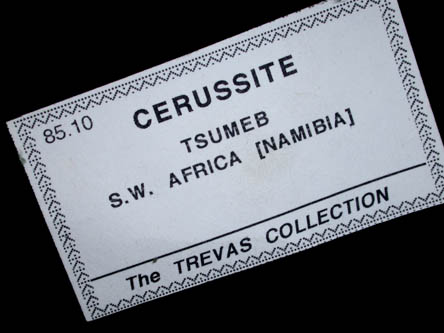 85.10
CERUSSITE
TSUMEB
S.W. AFRICA [NAMIBIA]
The TREVAS COLLECTION